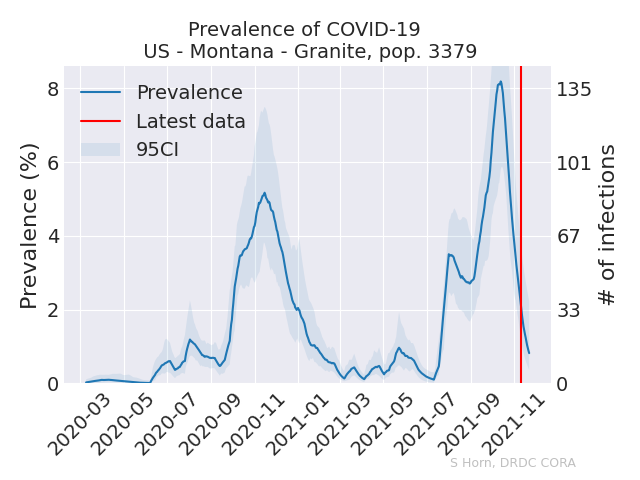 Prevalence of COVID-19
US - Montana - Granite, pop. 3379
Prevalence (%)
8
6
4
2
0
Prevalence
Latest data
95CI
135
101
67
33
0
# of infections
2020-03
2020-05
2020-07
2020-09
2020-11
2021-01
2021-03
2021-05
2021-07
2021-09
2021-11
S Horn, DRDC CORA